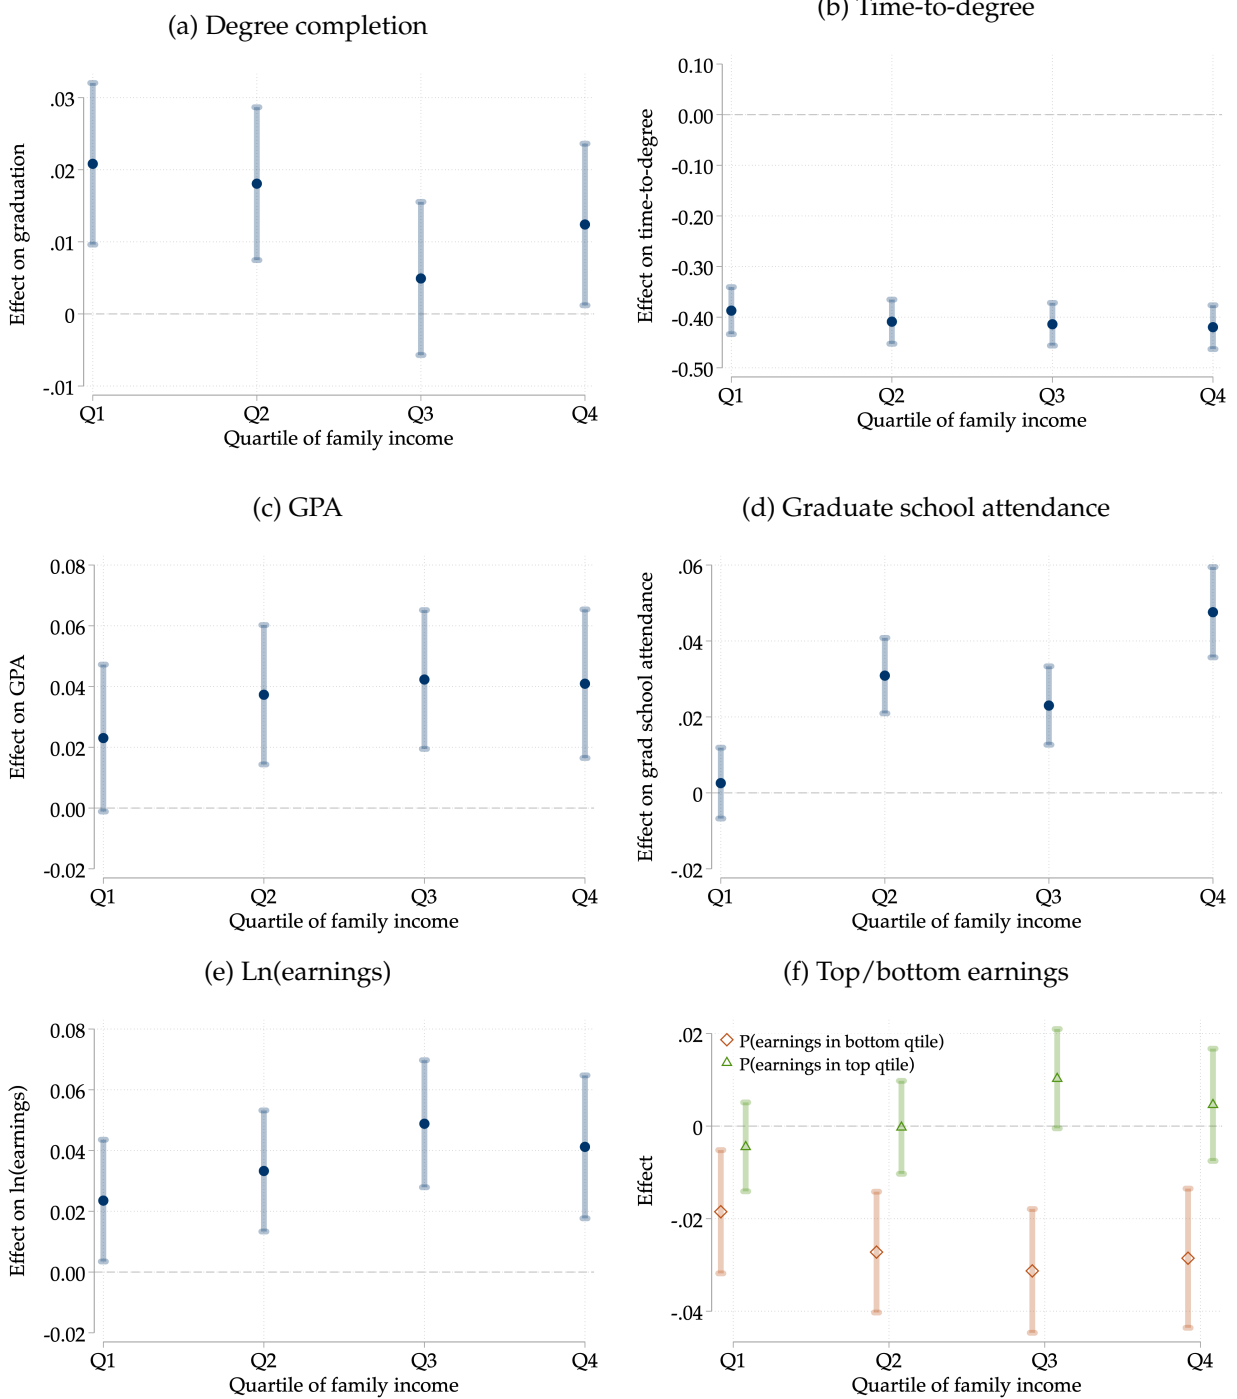 (a) Degree completion
Effect on graduation
.03
.02
.01
0
-.01
Q1 Q2 Q3 Q4
Quartile of family income
(b) Time-to-degree
Effect on time-to-degree
0.10
0.00
-0.10
-0.20
-0.30
-0.40
-0.50
Q1 Q2 Q3 Q4
Quartile of family income
(c) GPA
Effect on GPA
0.08
0.06
0.04
0.02
0.00
-0.02
Q1 Q2 Q3 Q4
Quartile of family income
(d) Graduate school attendance
Effect on grad school attendance
.06
.04
.02
0
-.02
Q1 Q2 Q3 Q4
Quartile of family income
(e) Ln(earnings)
Effect on ln(earnings)
0.08
0.06
0.04
0.02
0.00
-0.02
Q1 Q2 Q3 Q4
Quartile of family income
(f) Top/bottom earnings
P(earnings in bottom qtile)
P(earnings in top qtile)
Effect
.02
0
-.02
-.04
Q1 Q2 Q3 Q4
Quartile of family income